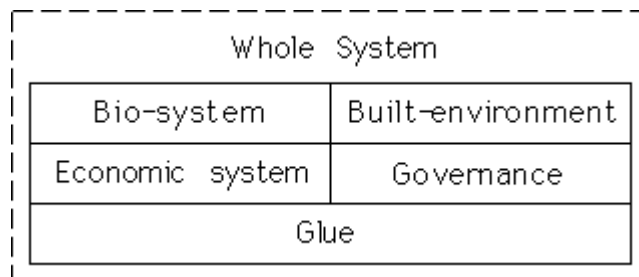 Whole System
Bio-system Built-environment
Economic system Governance
Glue